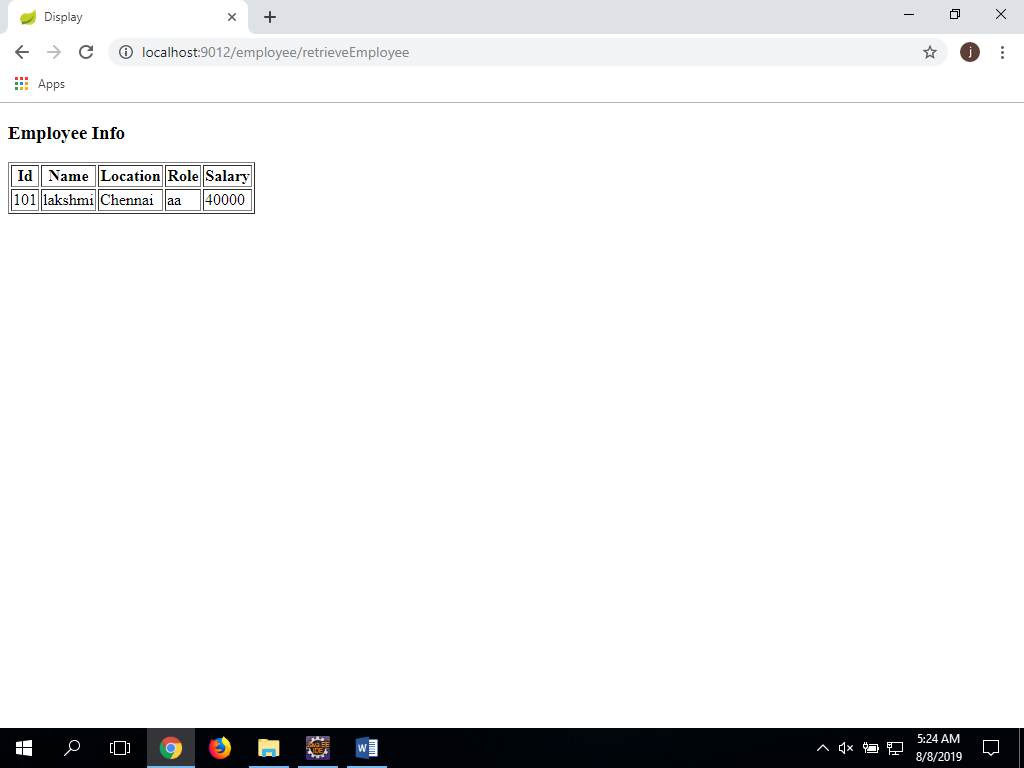 Display
localhost:9012/employee/retrieveEmployee
j
Apps
Employee Info
Id Name Location Role Salary
101 lakshmi Chennai aa 40000
5:24 AM
8/8/2019